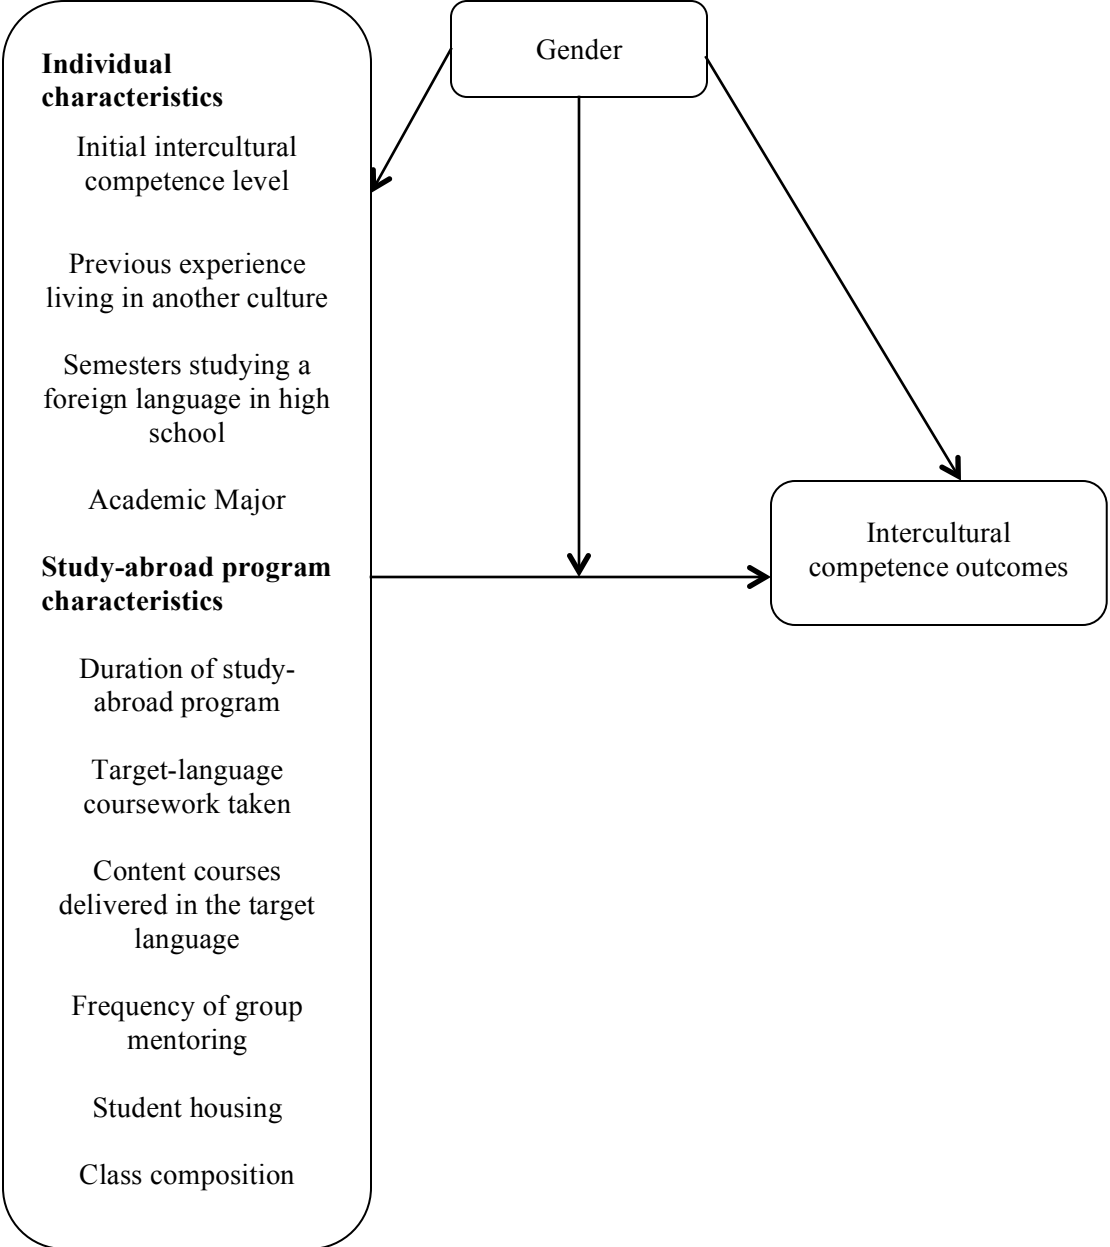 Individual
characteristics
Initial intercultural
competence level
Previous experience
living in another culture
Semesters studying a
foreign language in high
school
Academic Major
Study-abroad program
characteristics
Duration of study-
abroad program
Target-language
coursework taken
Content courses
delivered in the target
language
Frequency of group
mentoring
Student housing
Class composition
Gender
Intercultural
competence outcomes